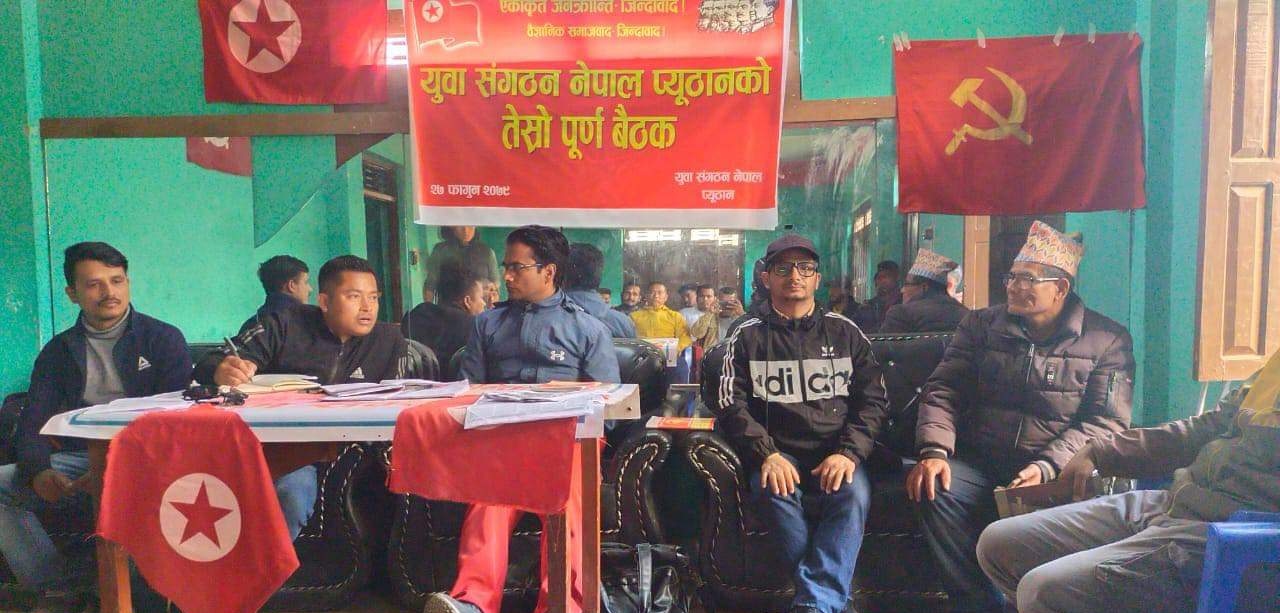 एकीकृत जनक्रान्ति- जिन्दावाद !
वैज्ञानिक समाजवाद- जिन्दावाद !
युवा संगठन नेपाल प्यूठानको
तेस्रो पूर्ण बैठक
२७ फागुन २०७९
युवा संगठन नेपाल
प्यूठान